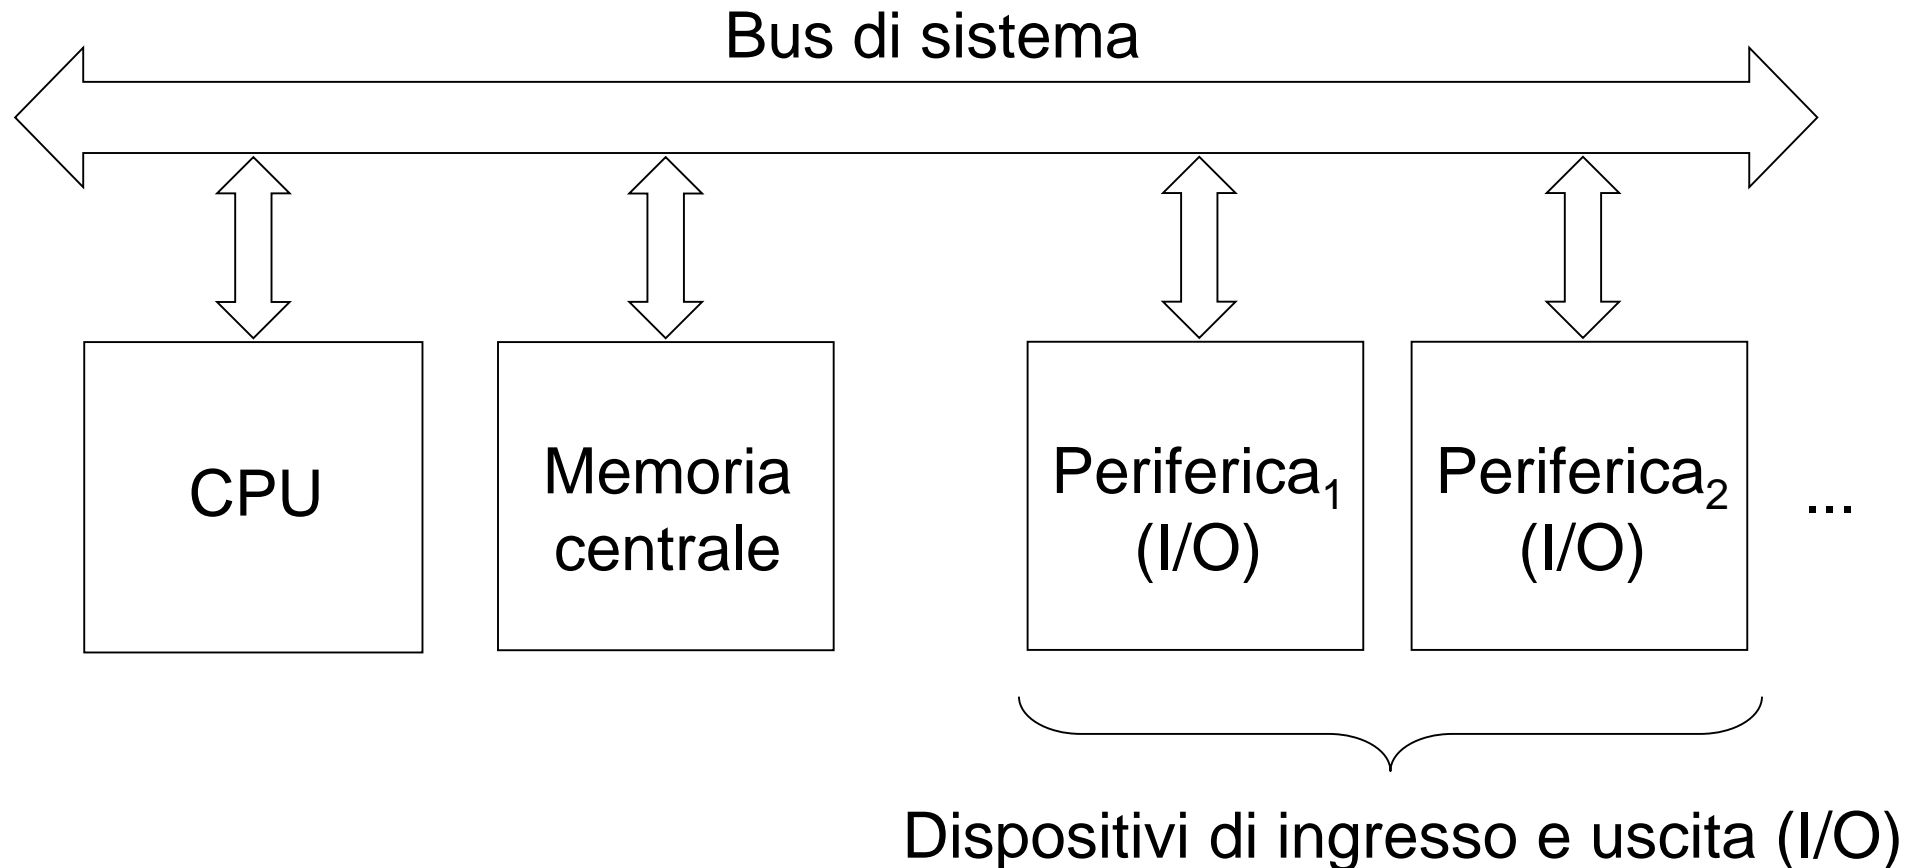 Bus di sistema
CPU
Memoria
centrale
Periferica₁
(I/O)
Periferica₂
(I/O)
...
Dispositivi di ingresso e uscita (I/O)